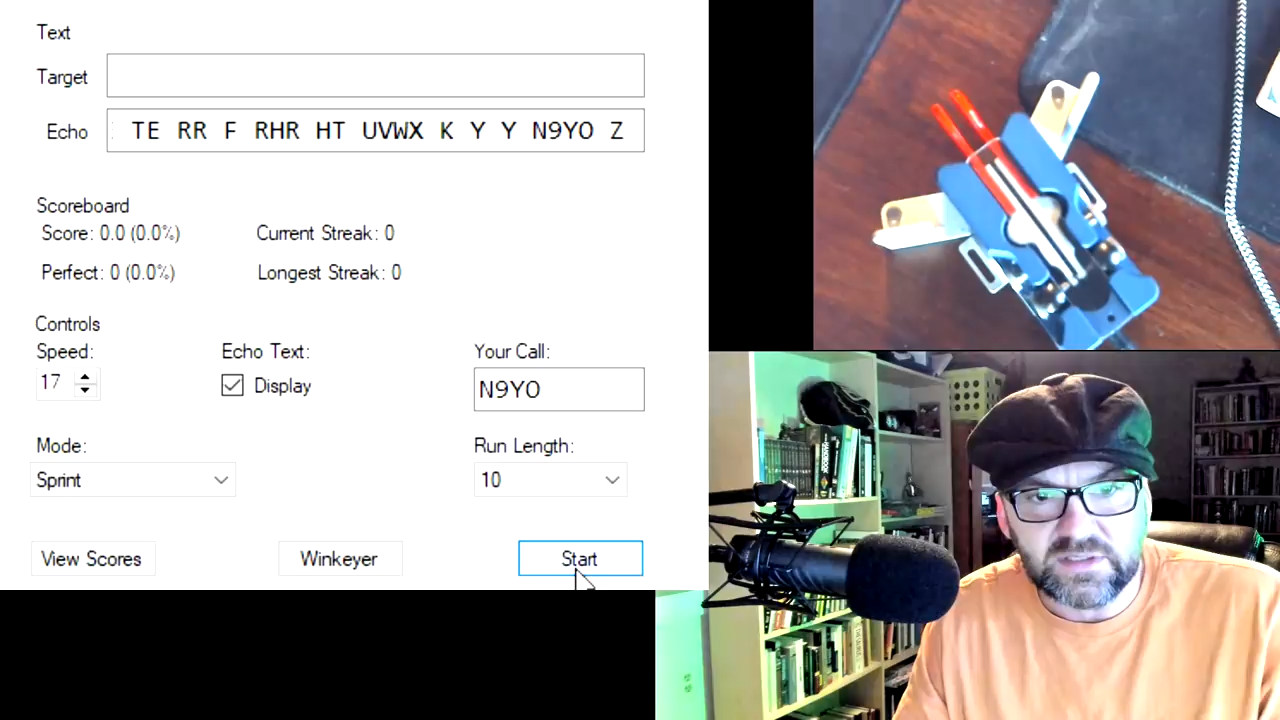 Text
Target
Echo TE RR F RHR HT UVWX K Y Y N9YO Z
Scoreboard
Score: 0.0 (0.0%) Current Streak: 0
Perfect: 0 (0.0%) Longest Streak: 0
Controls
Speed: Echo Text: Your Call:
17 Display N9YO
Mode: Run Length:
Sprint 10
View Scores Winkeyer Start